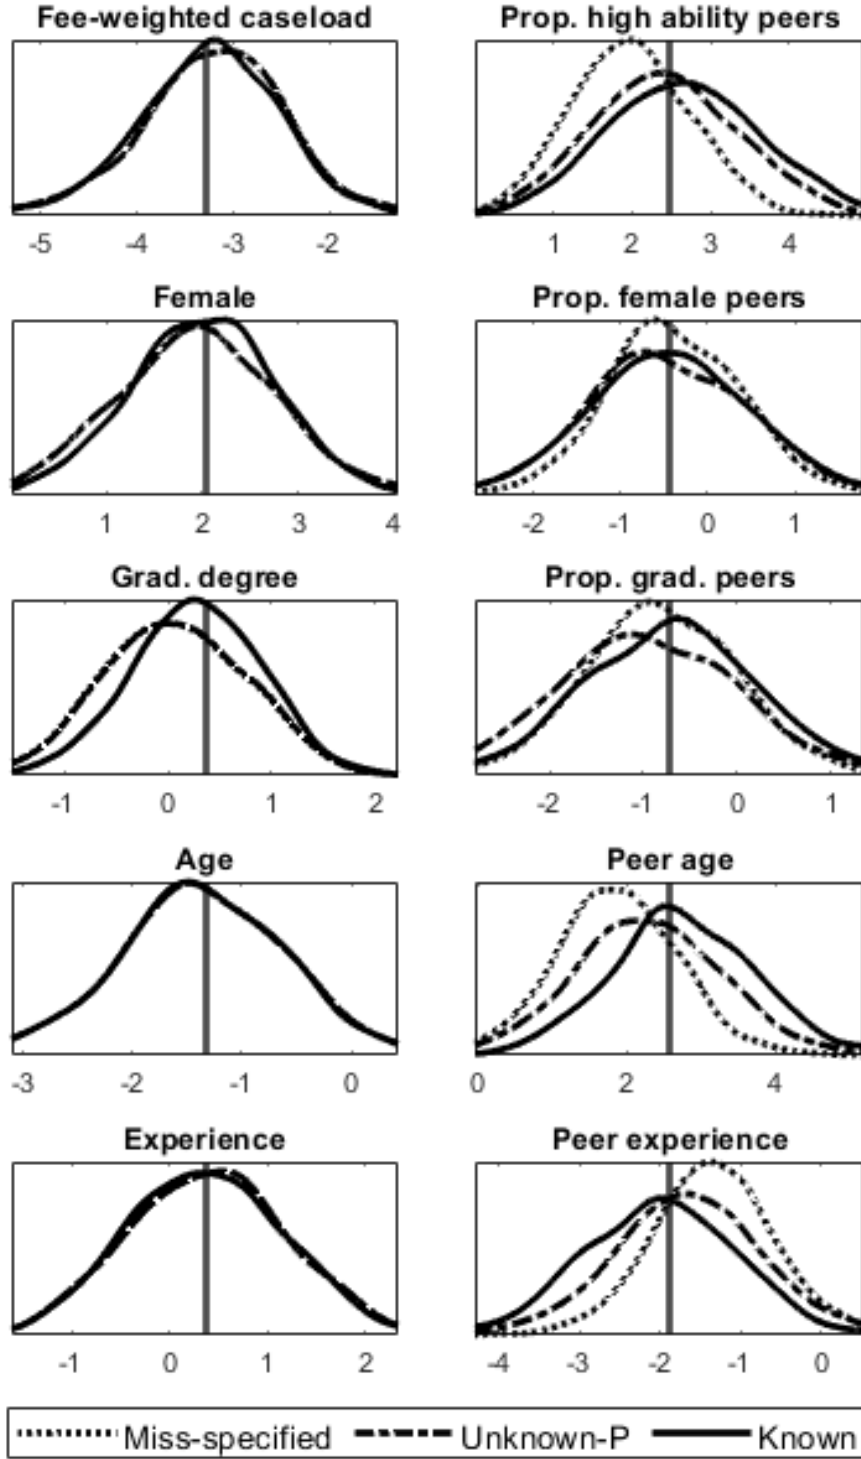 Fee-weighted caseload
Prop. high ability peers
-5 -4 -3 -2
1 2 3 4
Female
Prop. female peers
1 2 3 4
-2 -1 0 1
Grad. degree
Prop. grad. peers
-1 0 1 2
-2 -1 0 1
Age
Peer age
-3 -2 -1 0
0 2 4
Experience
Peer experience
-1 0 1 2
-4 -3 -2 -1 0
Miss-specified Unknown-P Known